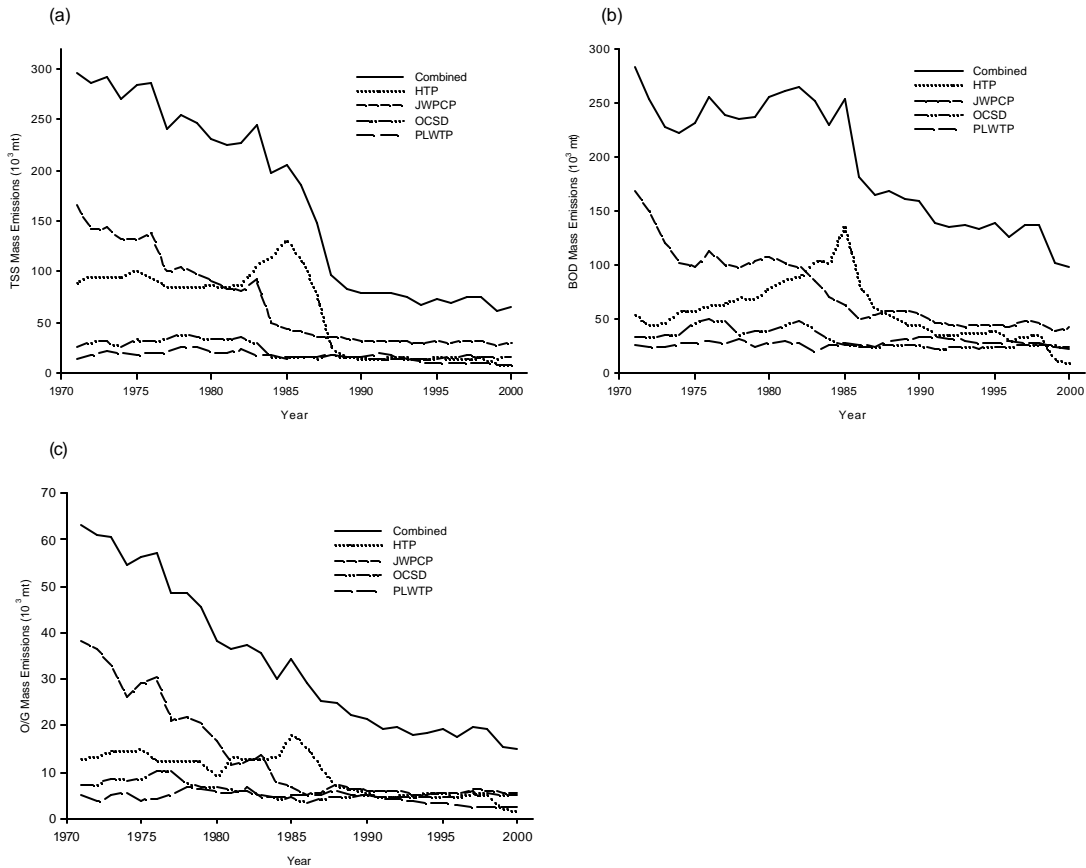 (a)
TSS Mass Emissions (10³ mt)
300
250
200
150
100
50
0
1970 1975 1980 1985 1990 1995 2000
Year
Combined
HTP
JWPCP
OCSD
PLWTP
(b)
BOD Mass Emissions (10³ mt)
300
250
200
150
100
50
0
1970 1975 1980 1985 1990 1995 2000
Year
Combined
HTP
JWPCP
OCSD
PLWTP
(c)
O/G Mass Emissions (10³ mt)
70
60
50
40
30
20
10
0
1970 1975 1980 1985 1990 1995 2000
Year
Combined
HTP
JWPCP
OCSD
PLWTP